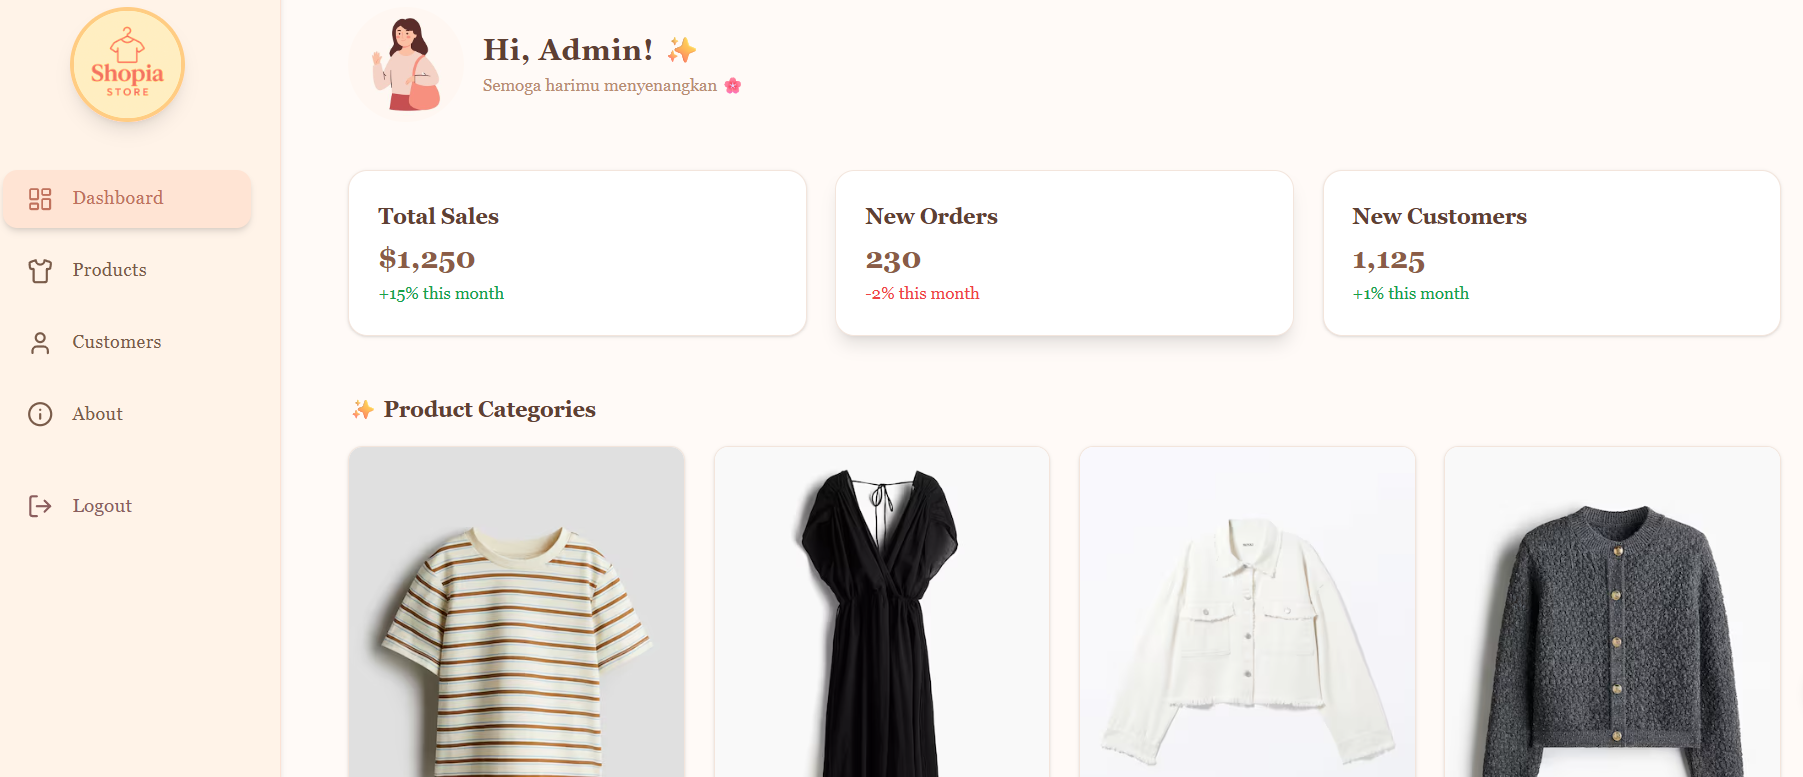 Shopia
STORE
Dashboard
Products
Customers
About
Logout
Hi, Admin! ✨
Semoga harimu menyenangkan 🌸
Total Sales
$1,250
+15% this month
New Orders
230
-2% this month
New Customers
1,125
+1% this month
✨ Product Categories